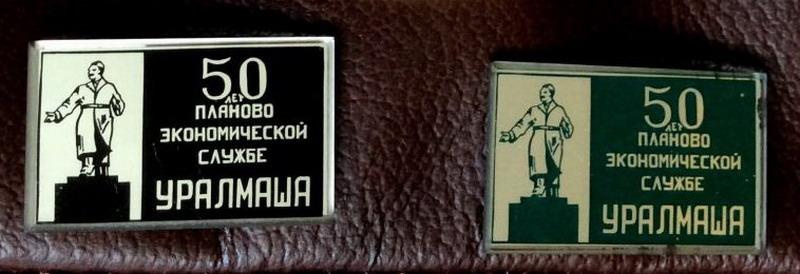 50
ЛЕТ
ПЛАНОВО
ЭКОНОМИЧЕСКОЙ
СЛУЖБЕ
УРАЛМАША
50
ЛЕТ
ПЛАНОВО
ЭКОНОМИЧЕСКОЙ
СЛУЖБЕ
УРАЛМАША